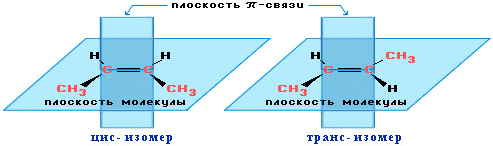 плоскость π-связи
H H
C C
CH3 CH3
плоскость молекулы
цис- изомер
H CH3
C C
CH3 H
плоскость молекулы
транс- изомер